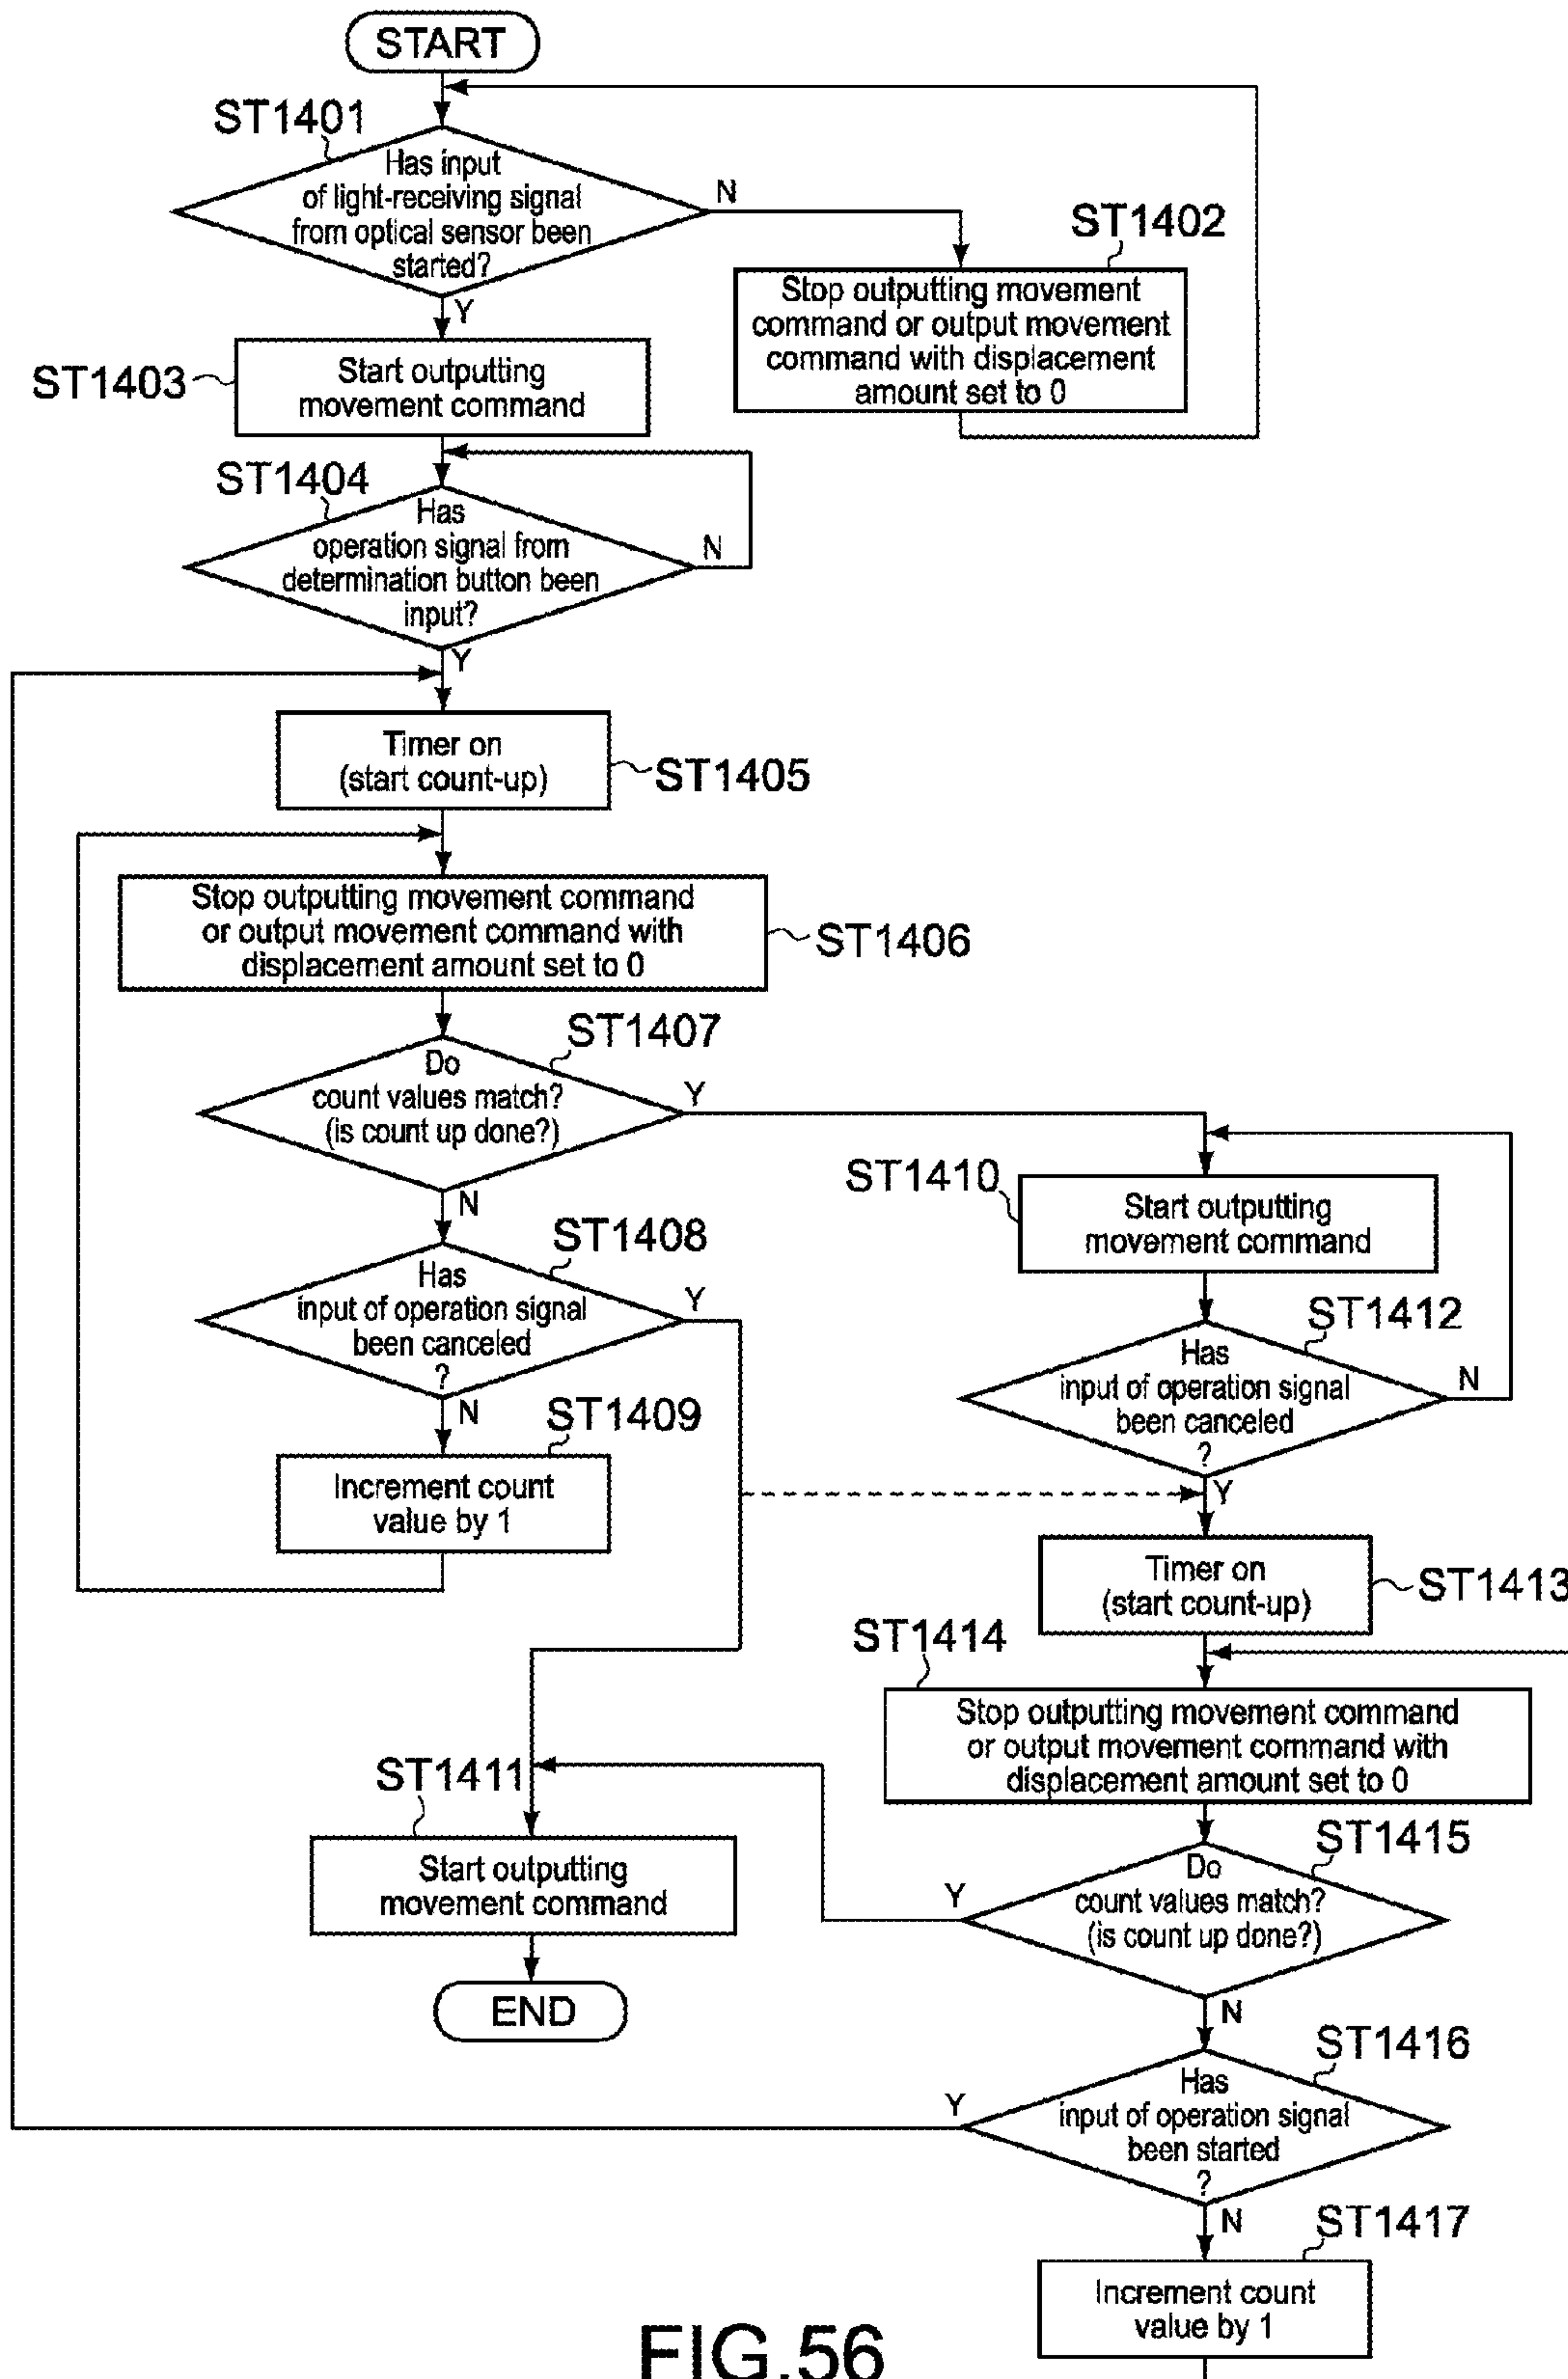 START
ST1401
Has input
of light-receiving signal
from optical sensor been
started?
N
Y
ST1402
Stop outputting movement
command or output movement
command with displacement
amount set to 0
ST1403
Start outputting
movement command
ST1404
Has
operation signal from
determination button been
input?
N
Y
Timer on
(start count-up)
ST1405
Stop outputting movement command
or output movement command with
displacement amount set to 0
ST1406
ST1407
Do
count values match?
(is count up done?)
Y
N
ST1408
Has
input of operation signal
been canceled
?
Y
N
ST1409
Increment count
value by 1
ST1410
Start outputting
movement command
ST1412
Has
input of operation signal
been canceled
?
N
Y
Timer on
(start count-up)
ST1413
ST1414
Stop outputting movement command
or output movement command with
displacement amount set to 0
ST1411
Start outputting
movement command
END
ST1415
Do
count values match?
(is count up done?)
Y
N
ST1416
Has
input of operation signal
been started
?
Y
N
ST1417
Increment count
value by 1
FIG.56